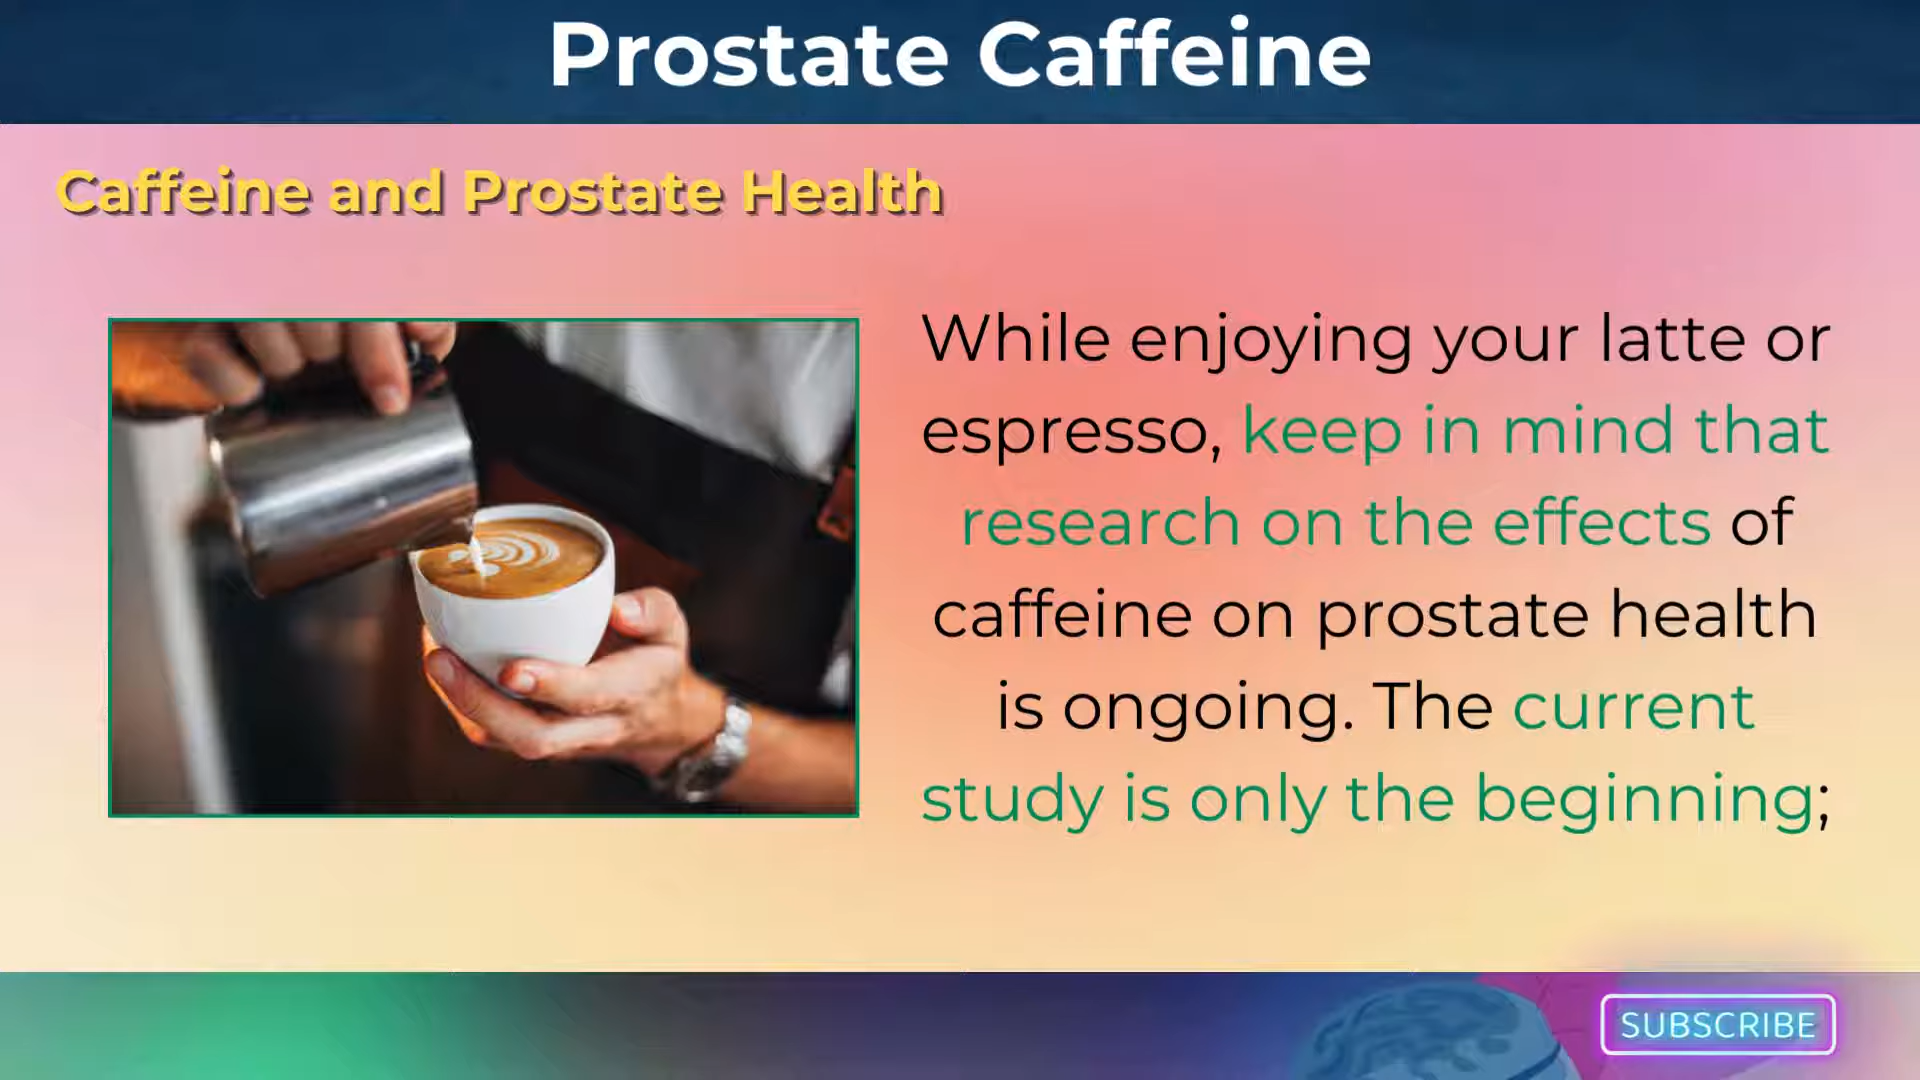 Prostate Caffeine
Caffeine and Prostate Health
While enjoying your latte or
espresso, keep in mind that
research on the effects of
caffeine on prostate health
is ongoing. The current
study is only the beginning;
SUBSCRIBE